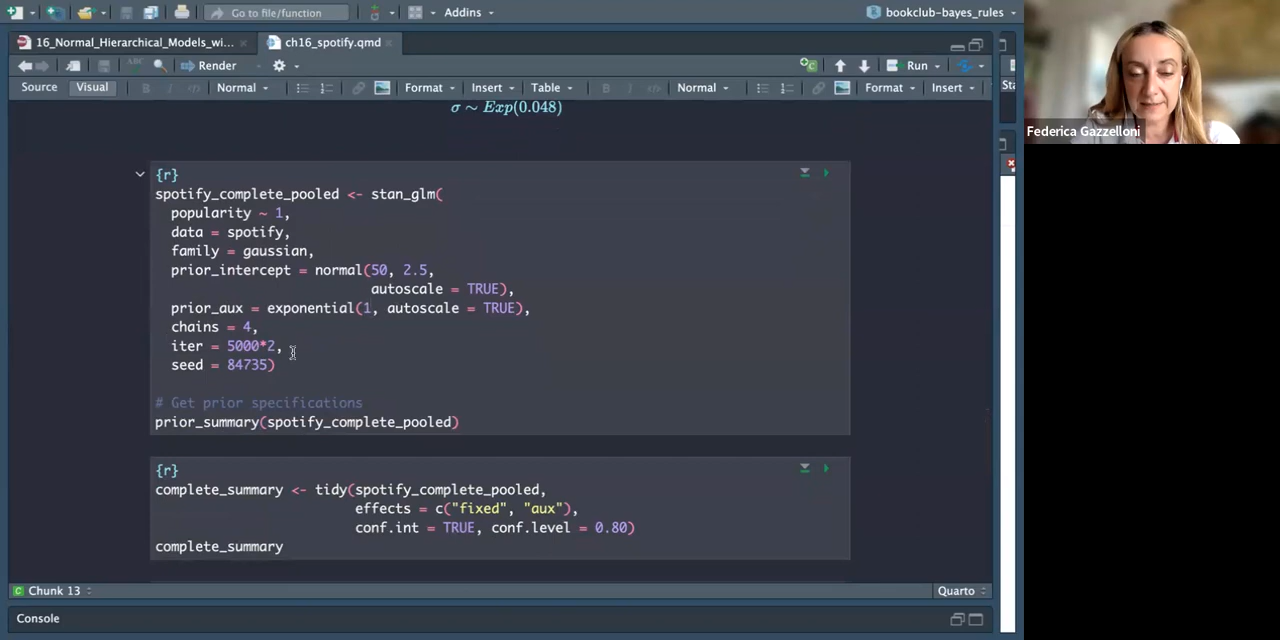 Go to file/function
Addins
bookclub-bayes_rules
16_Normal_Hierarchical_Models_wi...
ch16_spotify.qmd
Render
Run
Source
Visual
Normal
Format
Insert
Table
Normal
Format
Insert
σ ∼ Exp(0.048)
{r}
spotify_complete_pooled <- stan_glm(
popularity ~ 1,
data = spotify,
family = gaussian,
prior_intercept = normal(50, 2.5,
autoscale = TRUE),
prior_aux = exponential(1, autoscale = TRUE),
chains = 4,
iter = 5000*2,
seed = 84735)
# Get prior specifications
prior_summary(spotify_complete_pooled)
{r}
complete_summary <- tidy(spotify_complete_pooled,
effects = c("fixed", "aux"),
conf.int = TRUE, conf.level = 0.80)
complete_summary
Chunk 13
Quarto
Console
Federica Gazzelloni